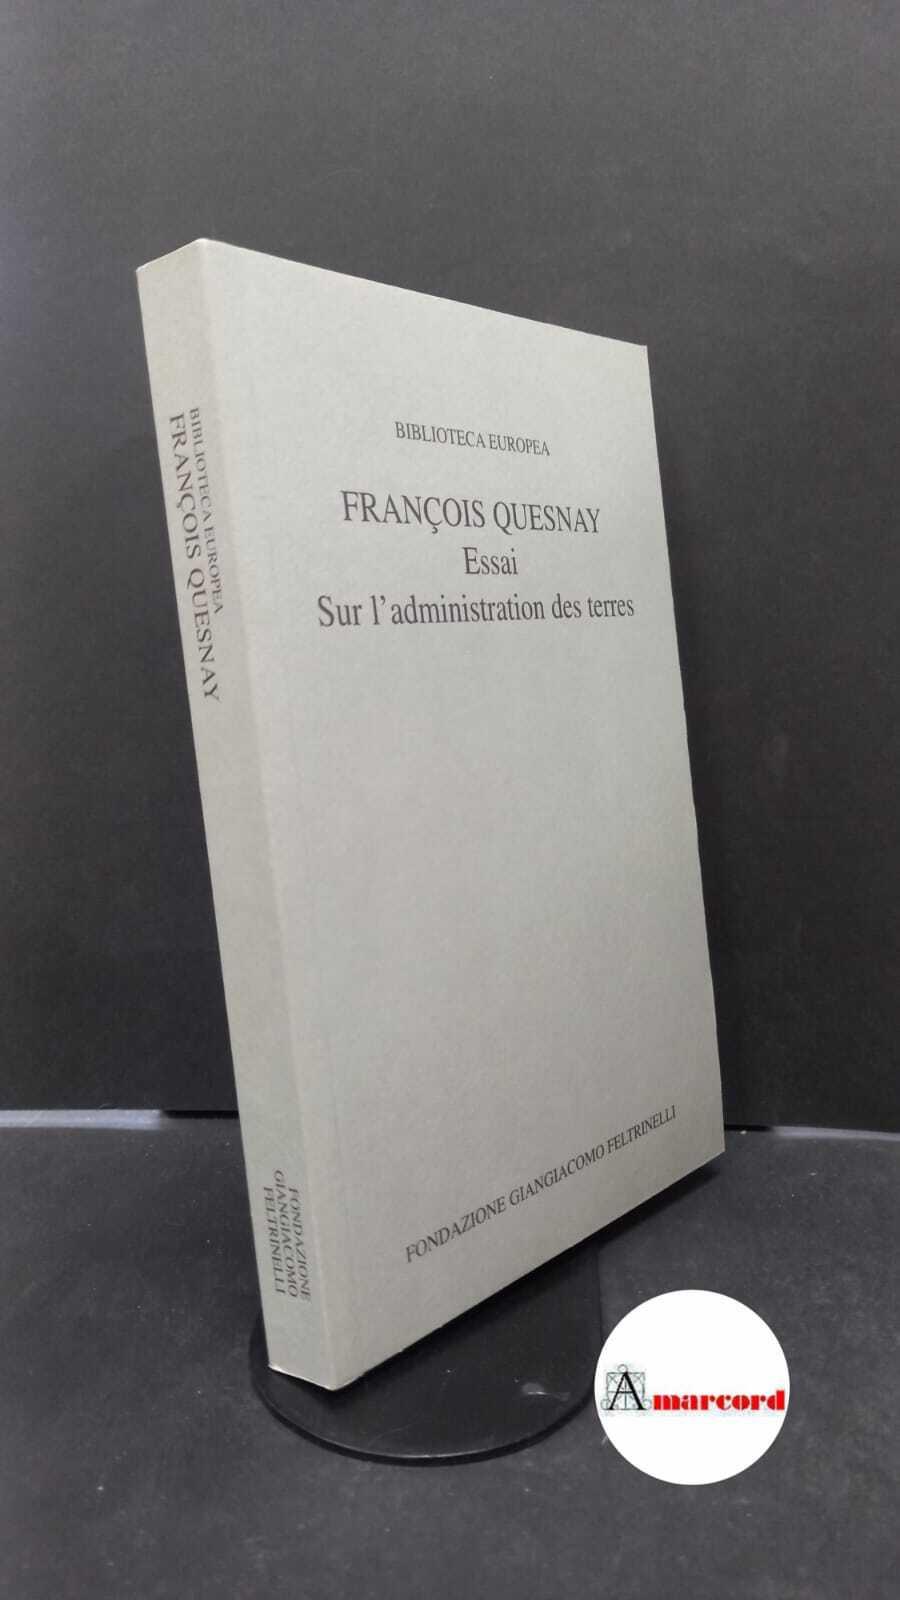 BIBLIOTECA EUROPEA
FRANÇOIS QUESNAY
BIBLIOTECA EUROPEA
FRANÇOIS QUESNAY
Essai
Sur l'administration des terres
FONDAZIONE GIANGIACOMO FELTRINELLI
FONDAZIONE
GIANGIACOMO
FELTRINELLI
Amarcord